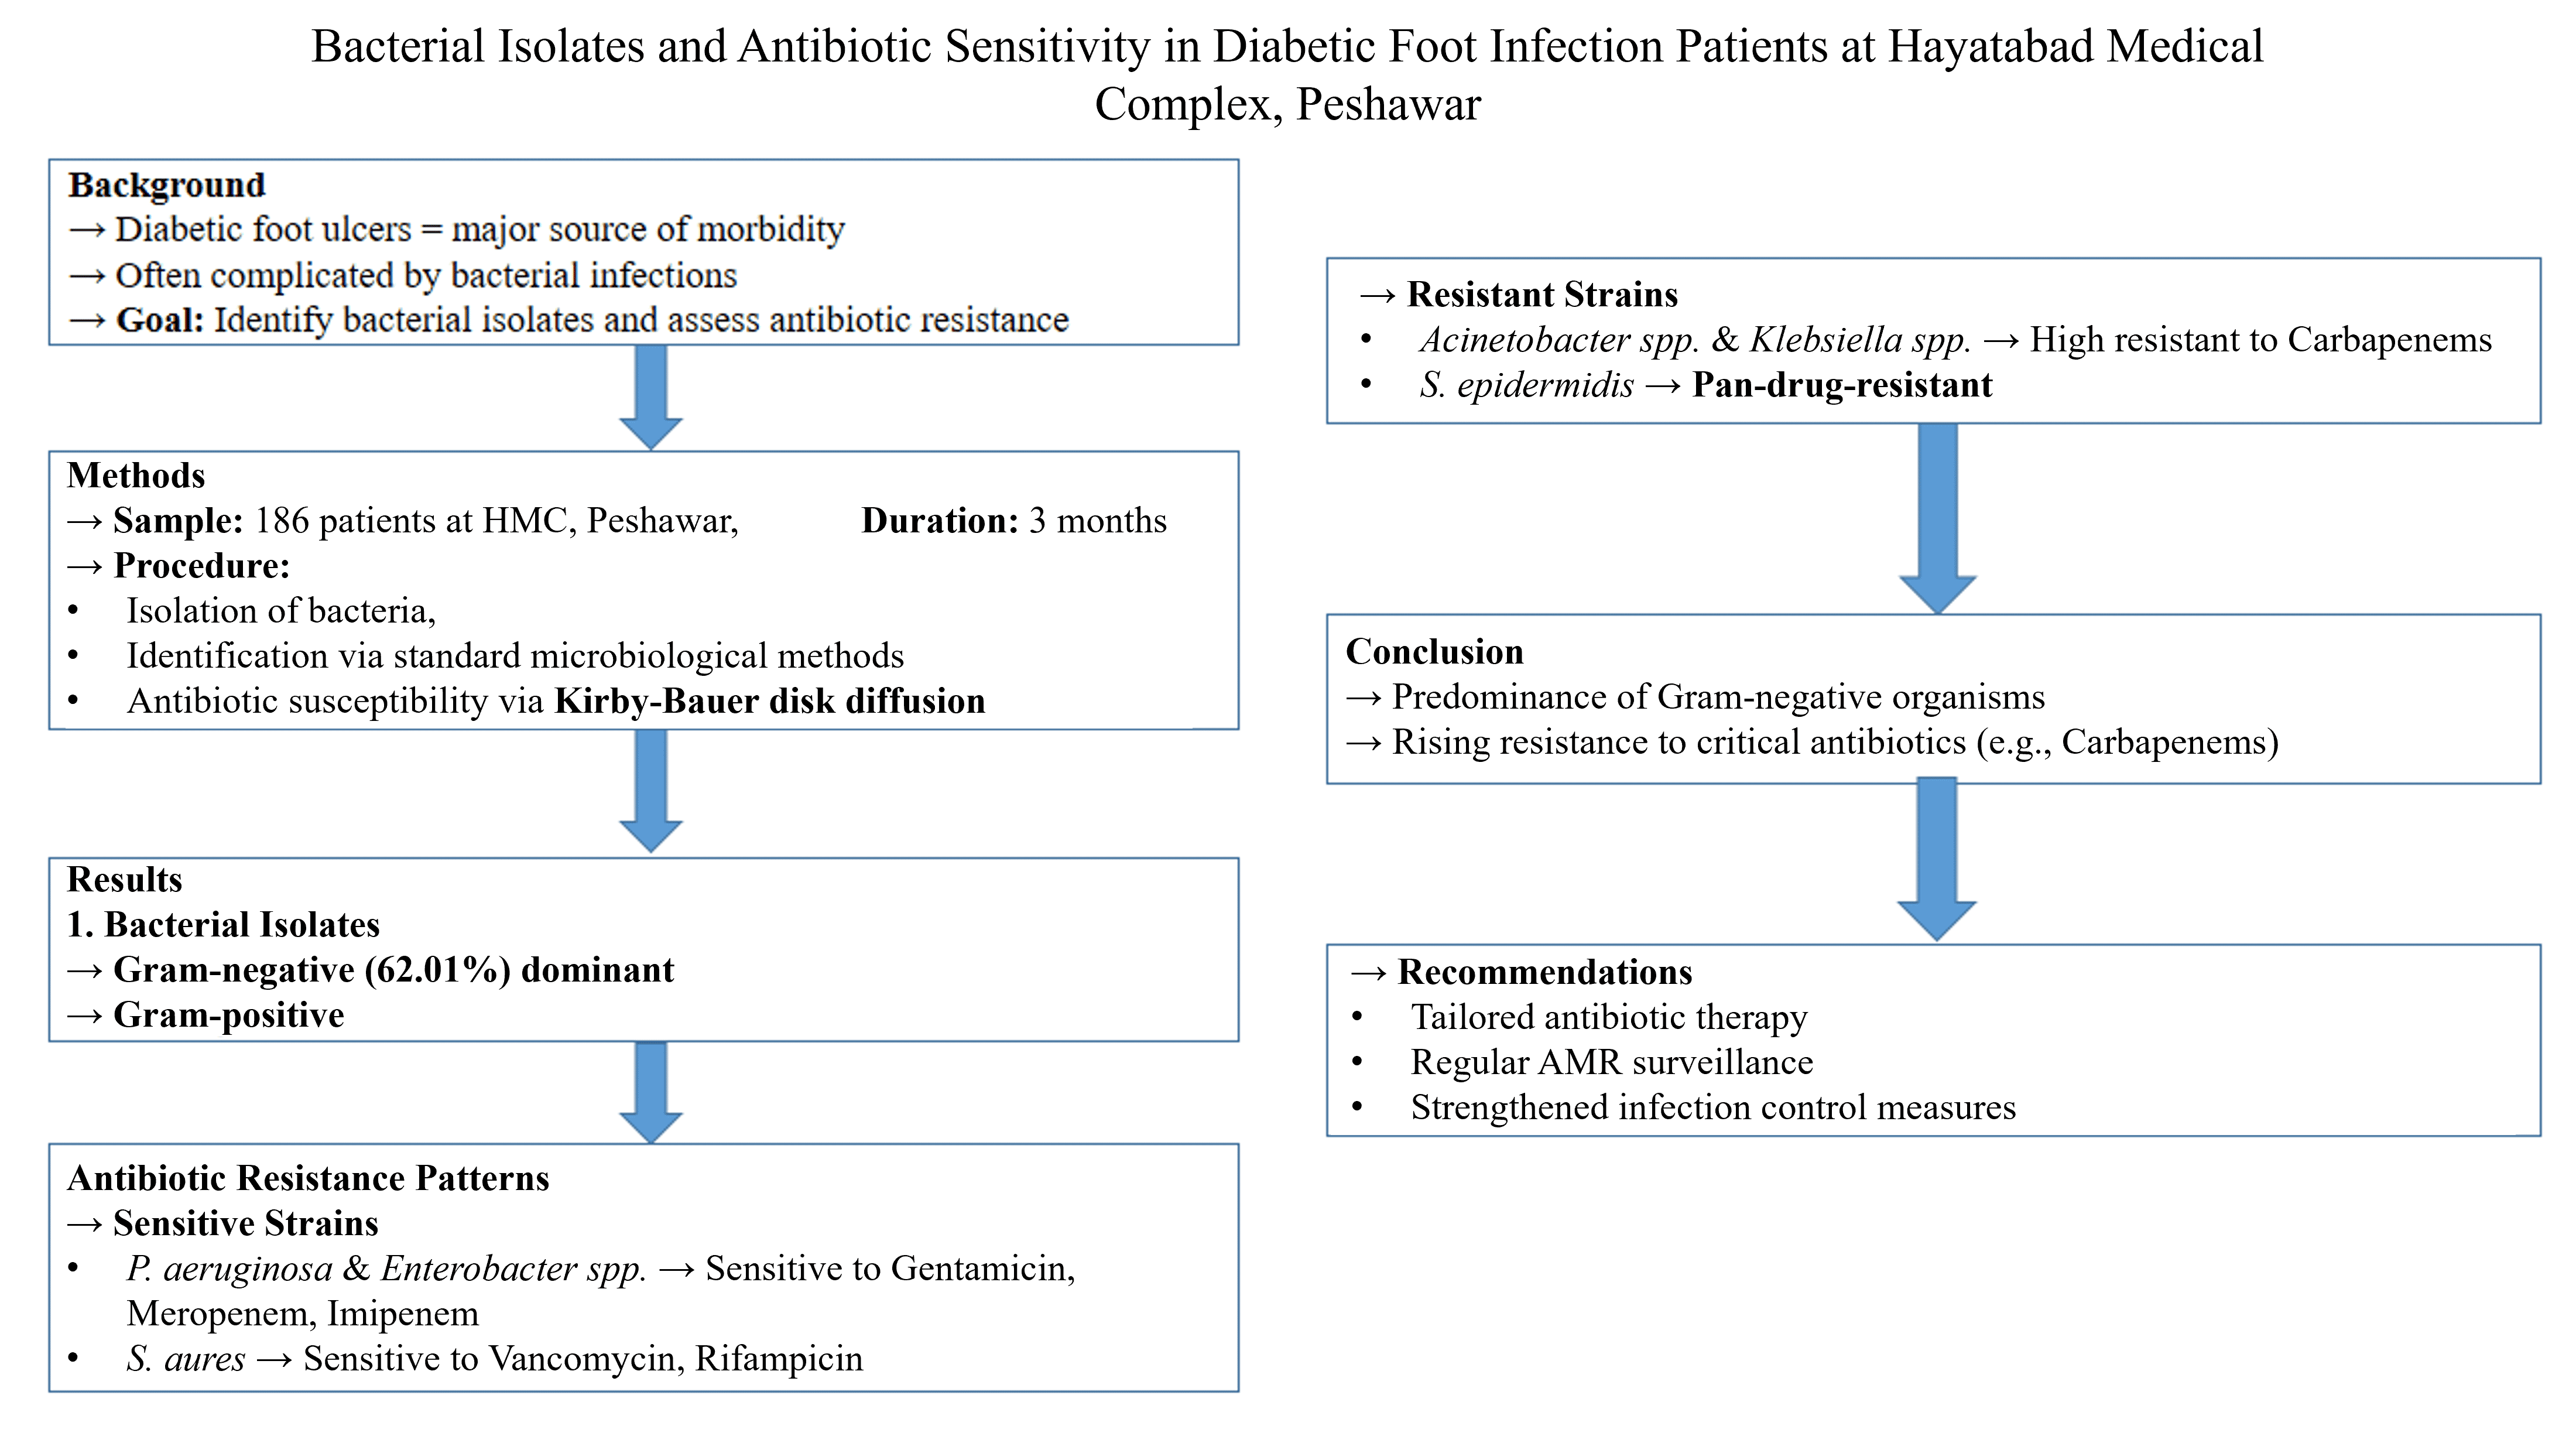 Bacterial Isolates and Antibiotic Sensitivity in Diabetic Foot Infection Patients at Hayatabad Medical
Complex, Peshawar
Background
→ Diabetic foot ulcers = major source of morbidity
→ Often complicated by bacterial infections
→ Goal: Identify bacterial isolates and assess antibiotic resistance
Methods
→ Sample: 186 patients at HMC, Peshawar, Duration: 3 months
→ Procedure:
• Isolation of bacteria,
• Identification via standard microbiological methods
• Antibiotic susceptibility via Kirby-Bauer disk diffusion
Results
1. Bacterial Isolates
→ Gram-negative (62.01%) dominant
→ Gram-positive
Antibiotic Resistance Patterns
→ Sensitive Strains
• P. aeruginosa & Enterobacter spp. → Sensitive to Gentamicin,
Meropenem, Imipenem
• S. aures → Sensitive to Vancomycin, Rifampicin
→ Resistant Strains
• Acinetobacter spp. & Klebsiella spp. → High resistant to Carbapenems
• S. epidermidis → Pan-drug-resistant
Conclusion
→ Predominance of Gram-negative organisms
→ Rising resistance to critical antibiotics (e.g., Carbapenems)
→ Recommendations
• Tailored antibiotic therapy
• Regular AMR surveillance
• Strengthened infection control measures